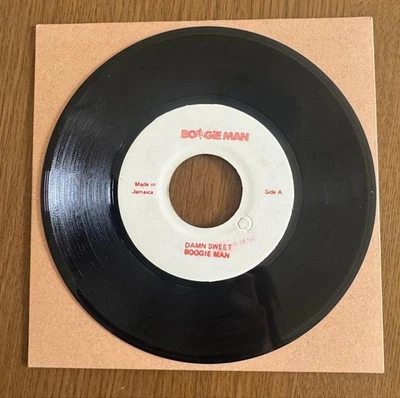 BOOGIE MAN
Made in
Jamaica
Side A
DAMN SWEET
BOOGIE MAN